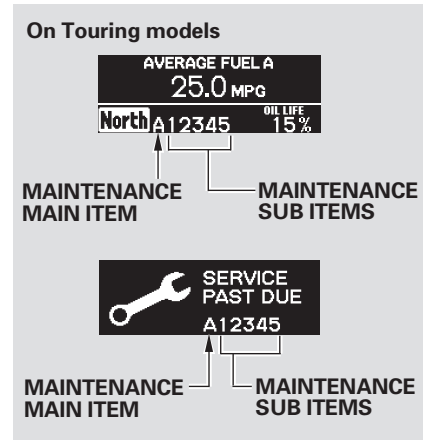 On Touring models
AVERAGE FUEL A
25.0 MPG
North A12345 OIL LIFE 15%
MAINTENANCE MAIN ITEM
MAINTENANCE SUB ITEMS
SERVICE
PAST DUE
A12345
MAINTENANCE MAIN ITEM
MAINTENANCE SUB ITEMS